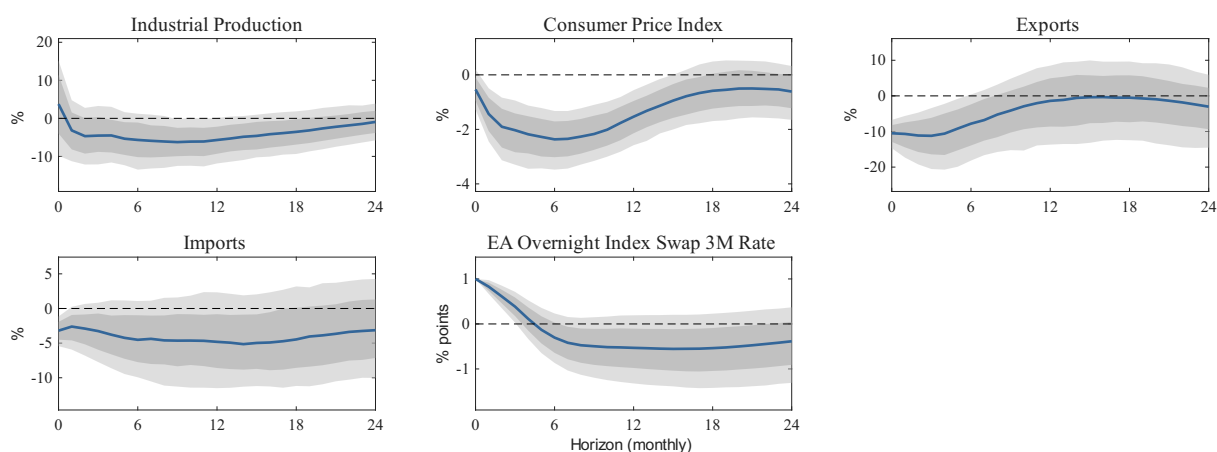 Industrial Production
Consumer Price Index
Exports
%
20
10
0
-10
0 6 12 18 24
%
0
-2
-4
0 6 12 18 24
%
10
0
-10
-20
0 6 12 18 24
Imports
EA Overnight Index Swap 3M Rate
%
5
0
-5
-10
0 6 12 18 24
% points
1
0
-1
0 6 12 18 24
Horizon (monthly)